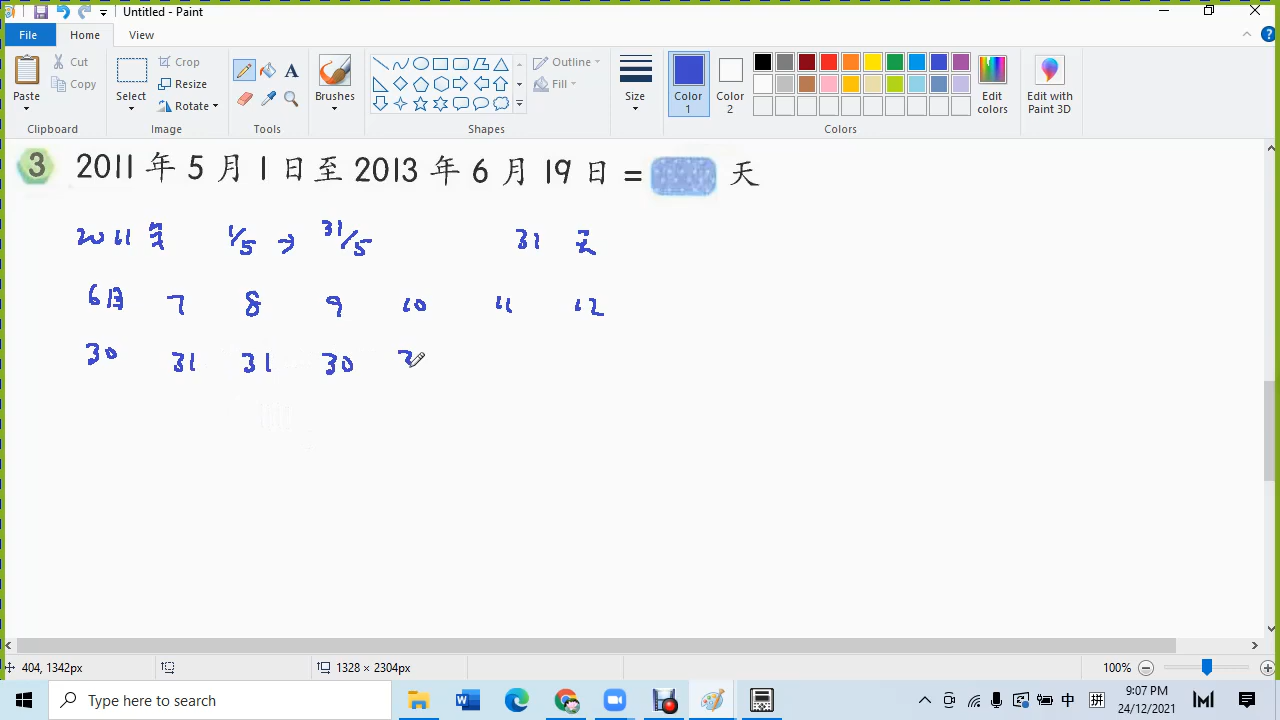 Untitled - Paint
File Home View
Paste Cut Copy Select Crop Resize Rotate A Brushes Outline Fill Size Color 1 Color 2 Edit colors Edit with Paint 3D
Clipboard Image Tools Shapes Colors
3 2011 年 5 月 1 日 至 2013 年 6 月 19 日 = 天
2011 年 1/5 → 31/5 31 天
6月 7 8 9 10 11 12
30 31 31 30
404, 1342px 1328 × 2304px 100%
Type here to search
中 拼 9:07 PM
24/12/2021